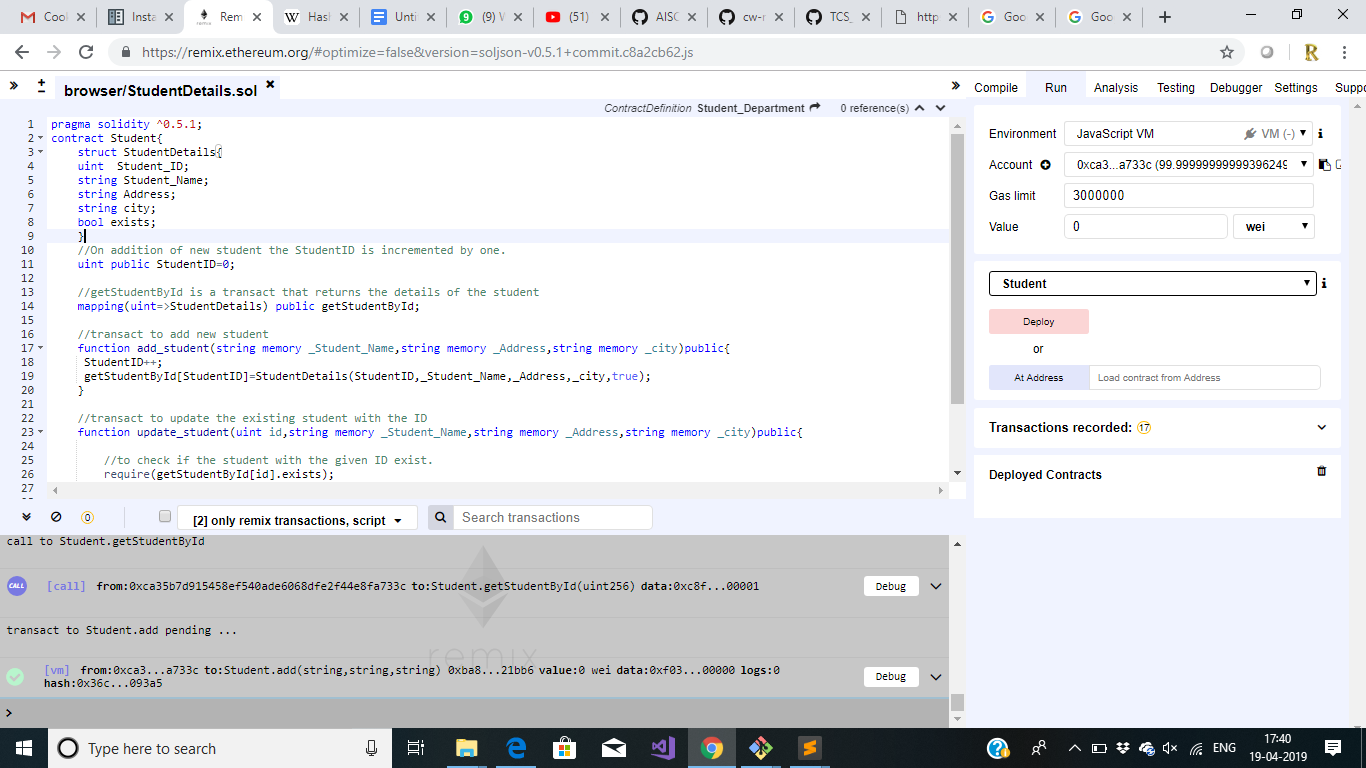 Cool
Insta
Rem
Hasl
Unti
(9) V
(51)
AISC
cw-r
TCS_
http
Goo
Goo
https://remix.ethereum.org/#optimize=false&version=soljson-v0.5.1+commit.c8a2cb62.js
browser/StudentDetails.sol
Compile Run Analysis Testing Debugger Settings Suppo
ContractDefinition Student_Department 0 reference(s)
1 pragma solidity ^0.5.1;
2 contract Student{
3 struct StudentDetails{
4 uint Student_ID;
5 string Student_Name;
6 string Address;
7 string city;
8 bool exists;
9 }
10 //On addition of new student the StudentID is incremented by one.
11 uint public StudentID=0;
12
13 //getStudentById is a transact that returns the details of the student
14 mapping(uint=>StudentDetails) public getStudentById;
15
16 //transact to add new student
17 function add_student(string memory _Student_Name,string memory _Address,string memory _city)public{
18 StudentID++;
19 getStudentById[StudentID]=StudentDetails(StudentID,_Student_Name,_Address,_city,true);
20 }
21
22 //transact to update the existing student with the ID
23 function update_student(uint id,string memory _Student_Name,string memory _Address,string memory _city)public{
24
25 //to check if the student with the given ID exist.
26 require(getStudentById[id].exists);
27
Environment JavaScript VM VM (-)
Account 0xca3...a733c (99.99999999999396249
Gas limit 3000000
Value 0 wei
Student
Deploy
or
At Address Load contract from Address
Transactions recorded: 17
Deployed Contracts
0 [2] only remix transactions, script Search transactions
call to Student.getStudentById
CALL [call] from:0xca35b7d915458ef540ade6068dfe2f44e8fa733c to:Student.getStudentById(uint256) data:0xc8f...00001 Debug
transact to Student.add pending ...
remix
[vm] from:0xca3...a733c to:Student.add(string,string,string) 0xba8...21bb6 value:0 wei data:0xf03...00000 logs:0 Debug
hash:0x36c...093a5
>
Type here to search
ENG
17:40
19-04-2019